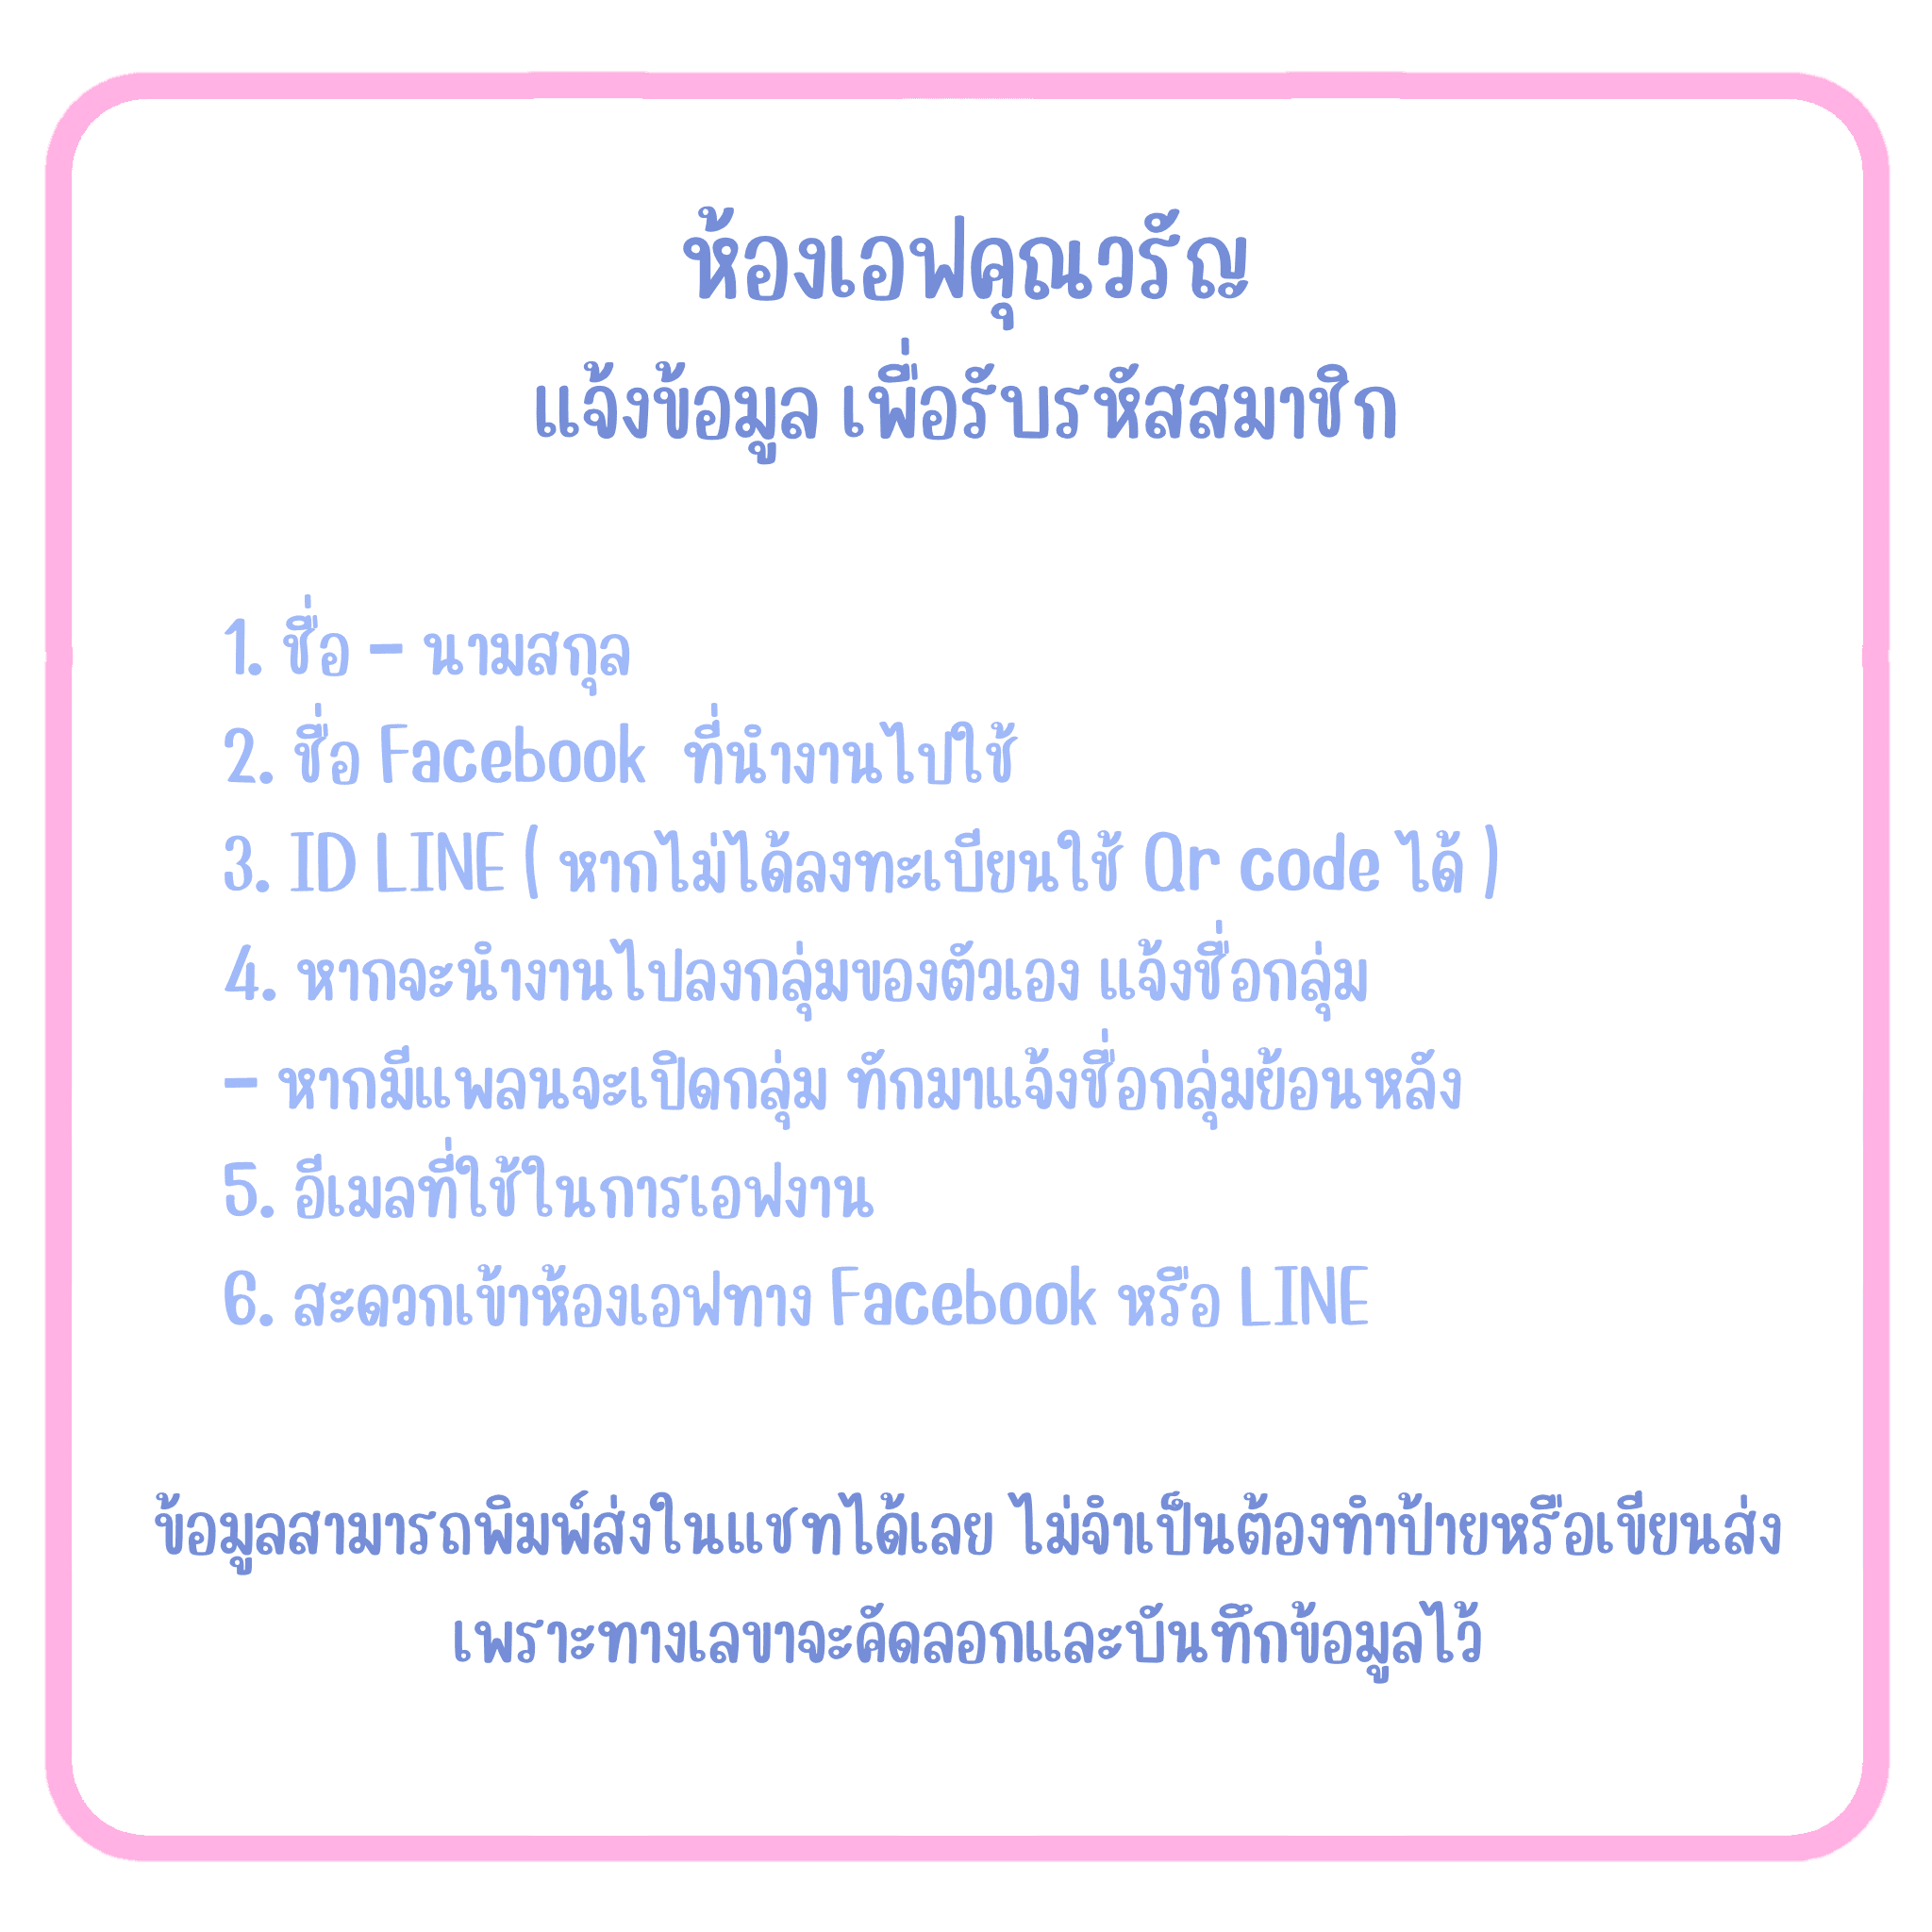 ห้องเอฟคุณวรัญ
แจ้งข้อมูล เพื่อรับรหัสสมาชิก
1. ชื่อ - นามสกุล
2. ชื่อ Facebook ที่นำงานไปใช้
3. ID LINE ( หากไม่ได้ลงทะเบียนใช้ Qr code ได้ )
4. หากจะนำงานไปลงกลุ่มของตัวเอง แจ้งชื่อกลุ่ม
- หากมีแพลนจะเปิดกลุ่ม ทักมาแจ้งชื่อกลุ่มย้อนหลัง
5. อีเมลที่ใช้ในการเอฟงาน
6. สะดวกเข้าห้องเอฟทาง Facebook หรือ LINE
ข้อมูลสามารถพิมพ์ส่งในแชทได้เลย ไม่จำเป็นต้องทำป้ายหรือเขียนส่ง
เพราะทางเลขาจะคัดลอกและบันทึกข้อมูลไว้